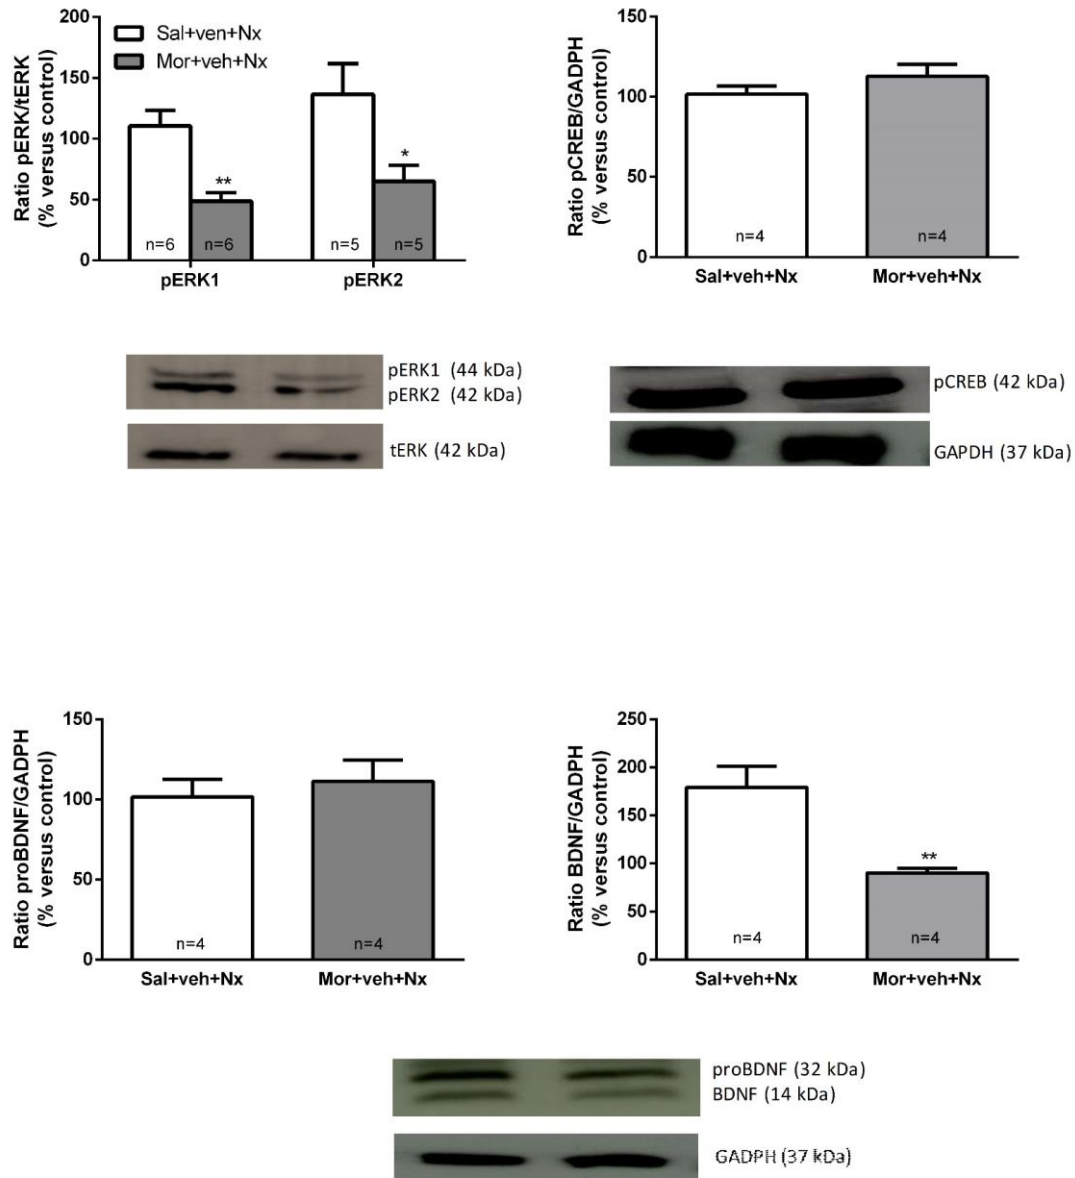 Ratio pERK/tERK
(% versus control)
200
150
100
50
0
Sal+ven+Nx
Mor+veh+Nx
**
*
n=6
n=6
n=5
n=5
pERK1
pERK2
Ratio pCREB/GADPH
(% versus control)
150
100
50
0
n=4
n=4
Sal+veh+Nx
Mor+veh+Nx
pERK1 (44 kDa)
pERK2 (42 kDa)
tERK (42 kDa)
pCREB (42 kDa)
GAPDH (37 kDa)
Ratio proBDNF/GADPH
(% versus control)
150
100
50
0
n=4
n=4
Sal+veh+Nx
Mor+veh+Nx
Ratio BDNF/GADPH
(% versus control)
250
200
150
100
50
0
**
n=4
n=4
Sal+veh+Nx
Mor+veh+Nx
proBDNF (32 kDa)
BDNF (14 kDa)
GADPH (37 kDa)